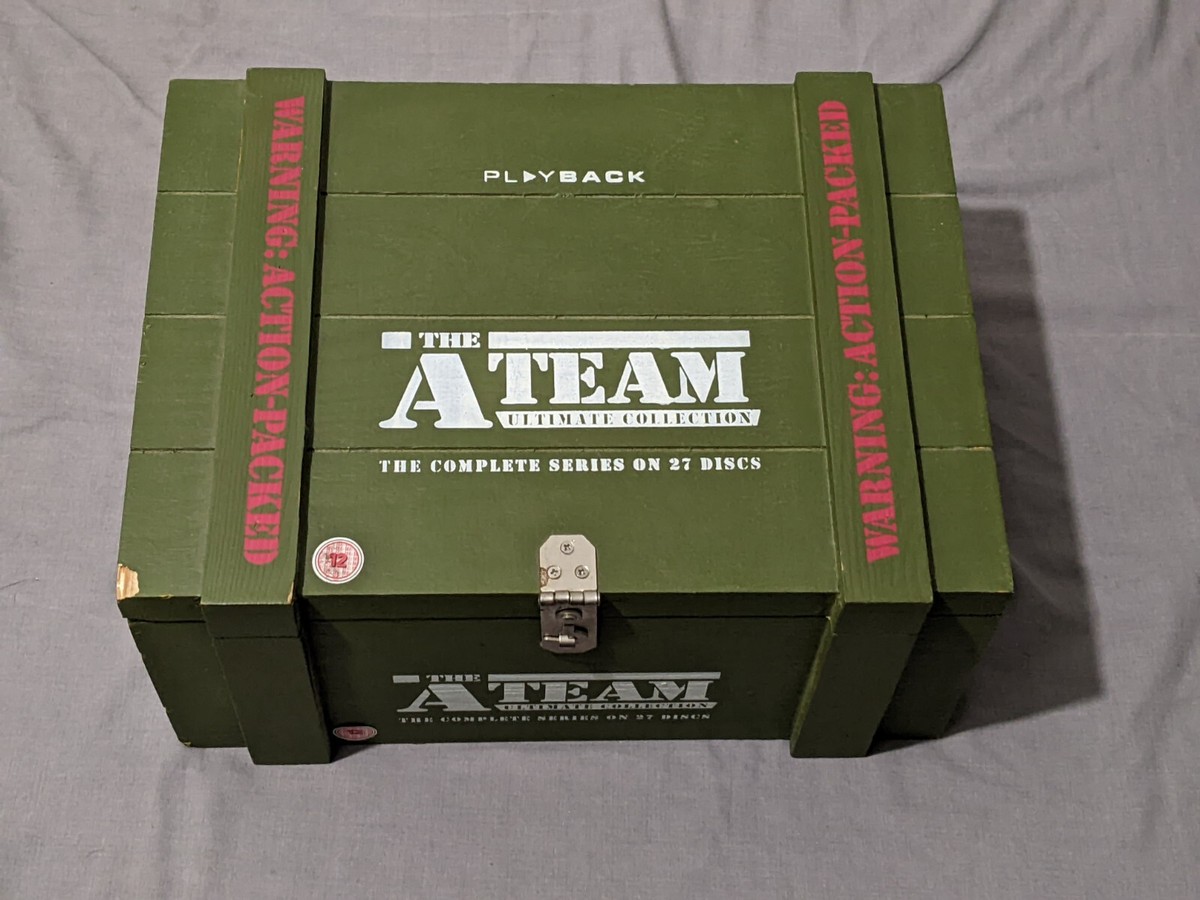 PLAYBACK
WARNING: ACTION-PACKED
WARNING: ACTION-PACKED
THE
A TEAM
ULTIMATE COLLECTION
THE COMPLETE SERIES ON 27 DISCS
12
THE
A TEAM
ULTIMATE COLLECTION
THE COMPLETE SERIES ON 27 DISCS